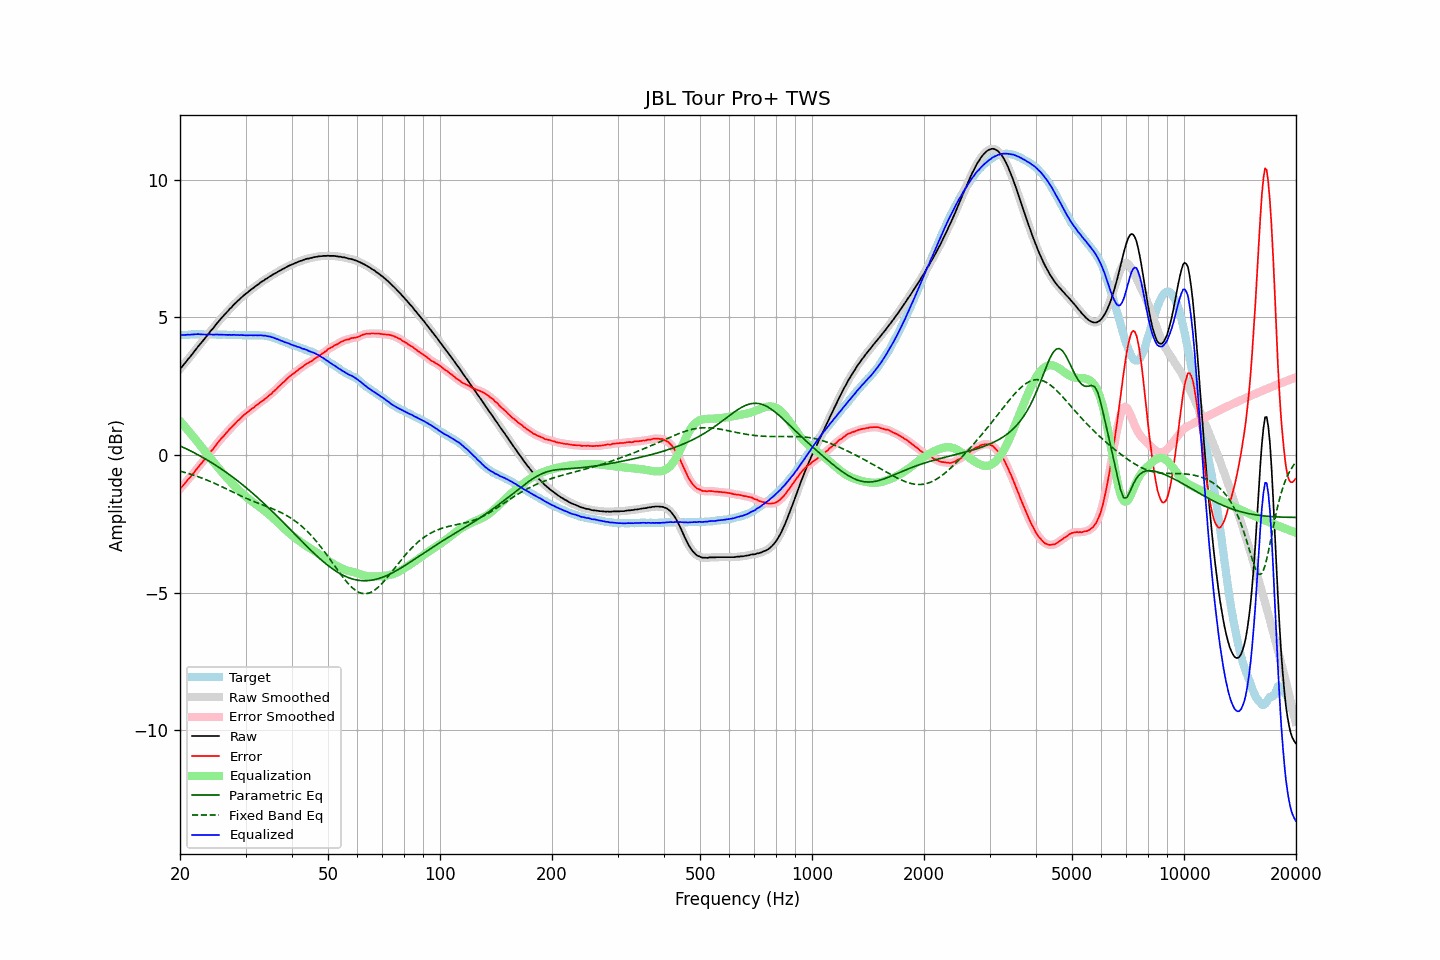 JBL Tour Pro+ TWS
Amplitude (dBr)
10
5
0
−5
−10
Target
Raw Smoothed
Error Smoothed
Raw
Error
Equalization
Parametric Eq
Fixed Band Eq
Equalized
20 50 100 200 500 1000 2000 5000 10000 20000
Frequency (Hz)